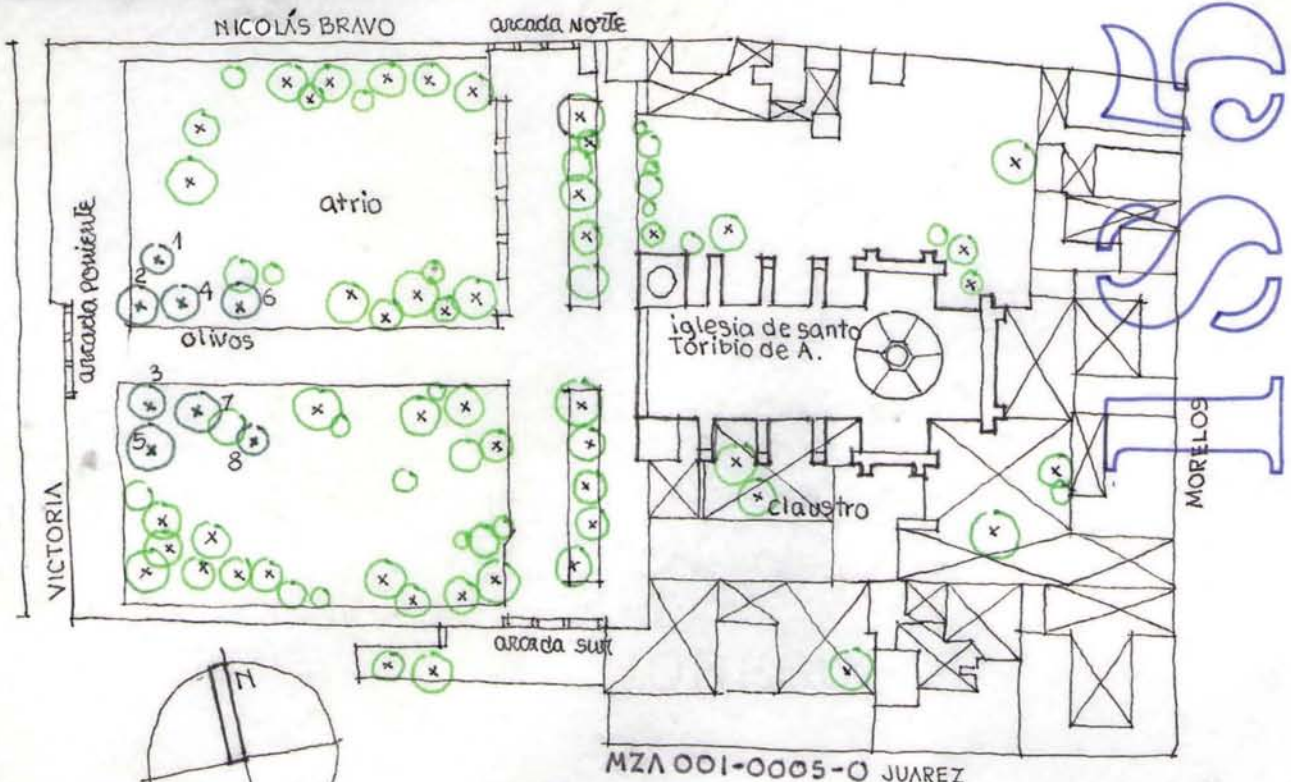 NICOLÁS BRAVO
arcada NORTE
atrio
arcada PONIENTE
1
2
4
6
olivos
iglesia de santo
Toribio de A.
3
7
5
8
VICTORIA
claustro
MORELOS
arcada sur
N
MZA 001-0005-0 JUAREZ